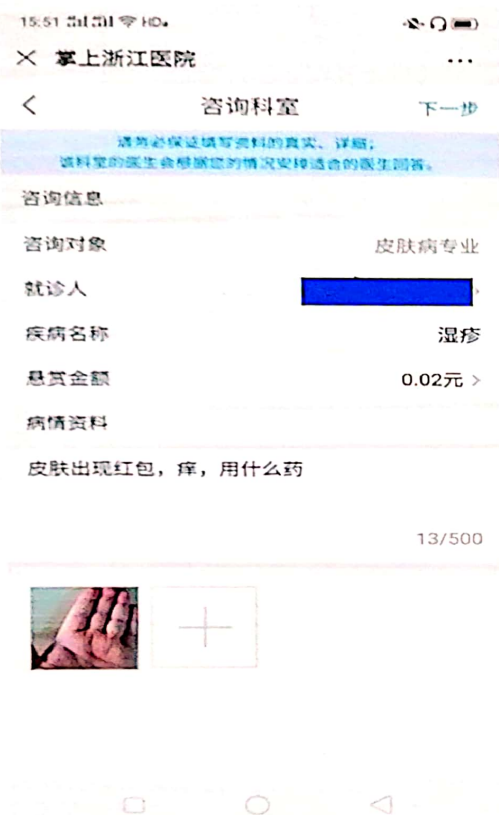 15:51 HD
掌上浙江医院
咨询科室 下一步
请务必保证填写资料的真实、详细；
该科室的医生会根据您的情况安排适合的医生回答。
咨询信息
咨询对象 皮肤病专业
就诊人
疾病名称 湿疹
悬赏金额 0.02元
病情资料
皮肤出现红包，痒，用什么药
13/500